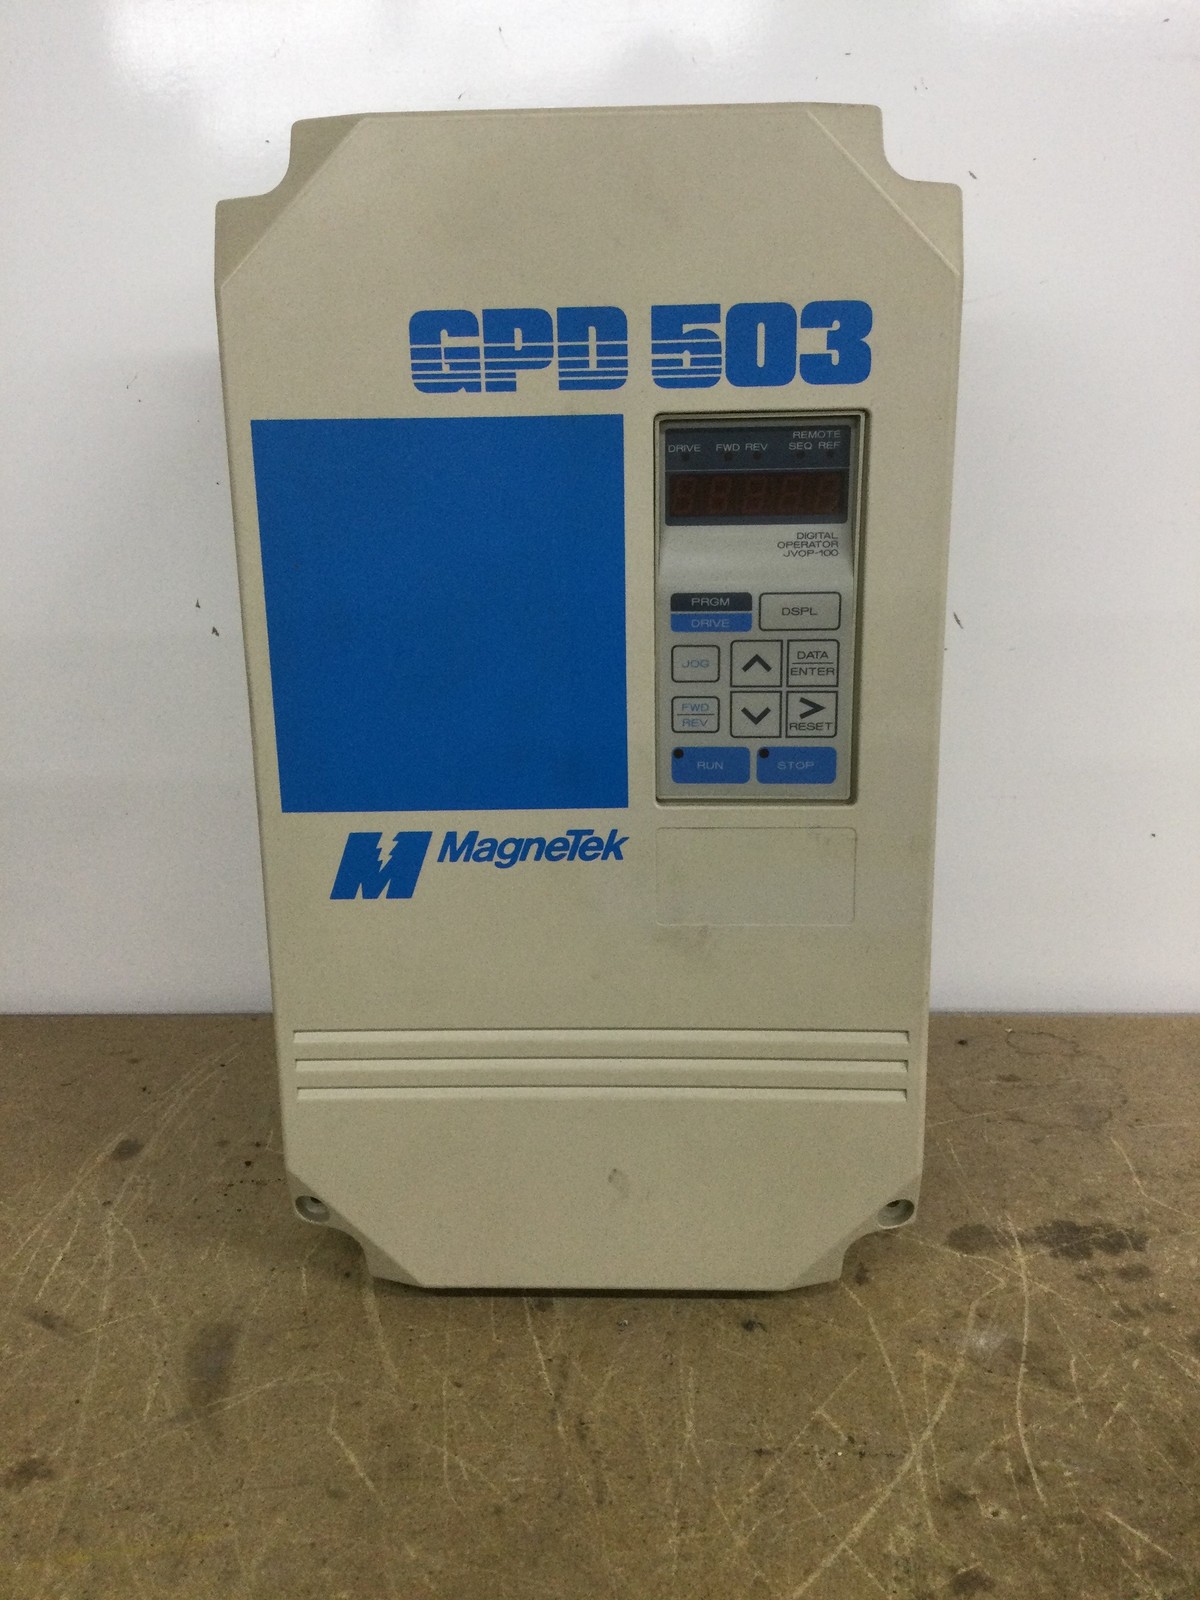 GPD 503
REMOTE
DRIVE FWD REV SEQ REF
DIGITAL
OPERATOR
JVOP-100
PRGM
DRIVE
DSPL
JOG
DATA
ENTER
FWD
REV
RESET
RUN
STOP
MagneTek